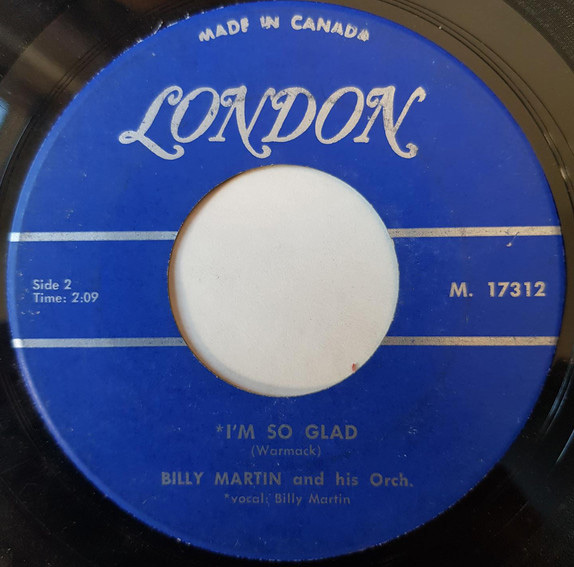 MADE IN CANADA
LONDON
Side 2
Time: 2:09
M. 17312
*I'M SO GLAD
(Warmack)
BILLY MARTIN and his Orch.
*vocal: Billy Martin